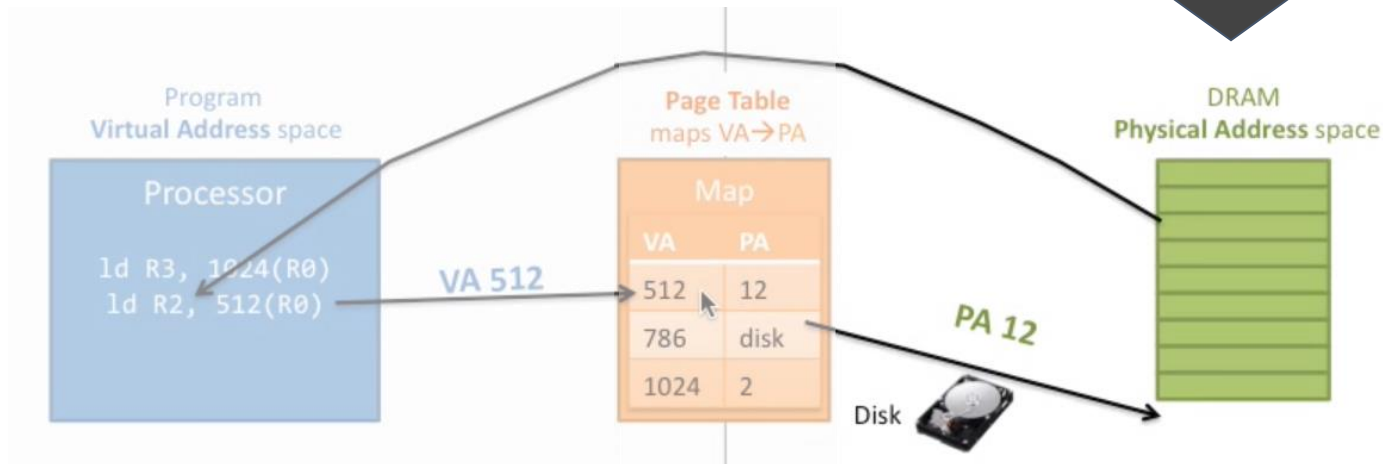 Program
Virtual Address space
Processor
ld R3, 1024(R0)
ld R2, 512(R0)
VA 512
Page Table
maps VA→PA
Map
VA PA
512 12
786 disk
1024 2
PA 12
Disk
DRAM
Physical Address space